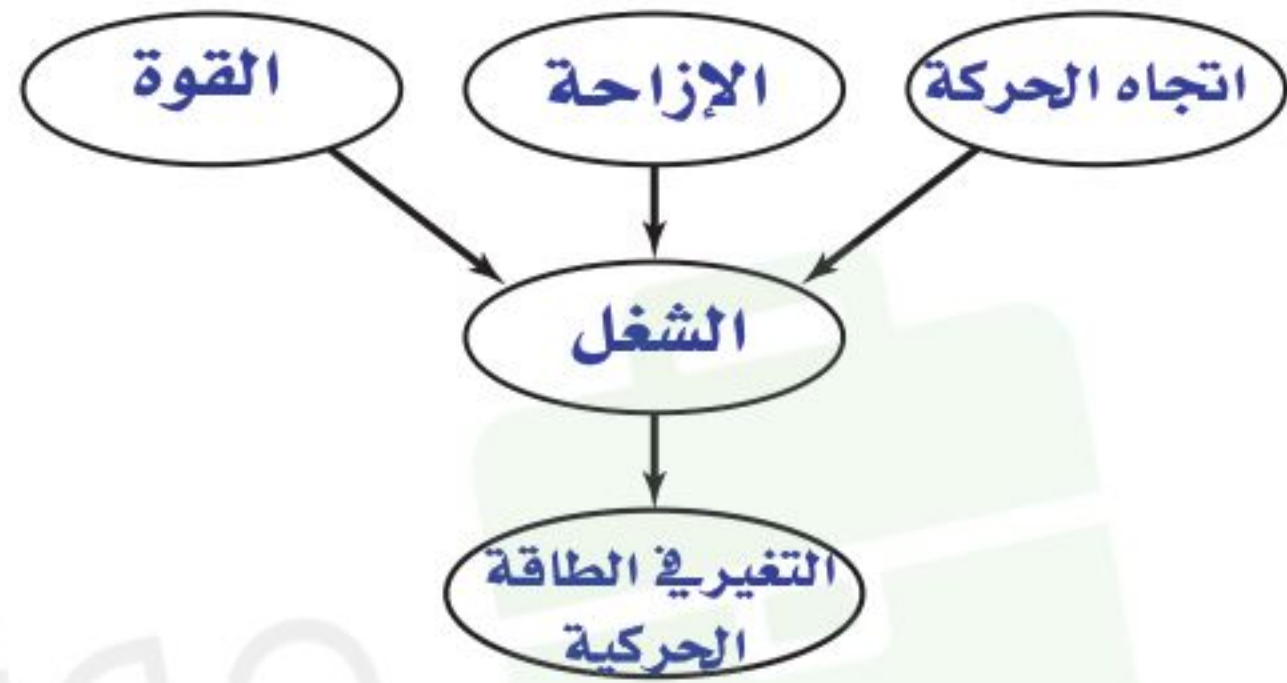 اتجاه الحركة
الإزاحة
القوة
الشغل
التغير في الطاقة
الحركية